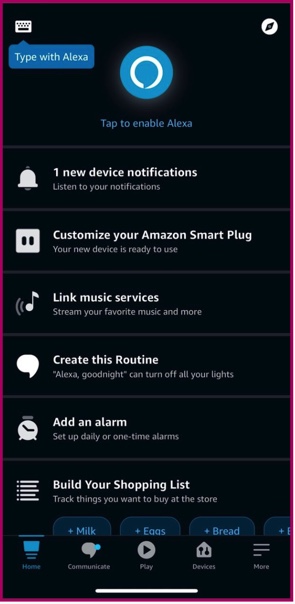 Type with Alexa
Tap to enable Alexa
1 new device notifications
Listen to your notifications
Customize your Amazon Smart Plug
Your new device is ready to use
Link music services
Stream your favorite music and more
Create this Routine
"Alexa, goodnight" can turn off all your lights
Add an alarm
Set up daily or one-time alarms
Build Your Shopping List
Track things you want to buy at the store
+ Milk + Eggs + Bread + E
Home Communicate Play Devices More